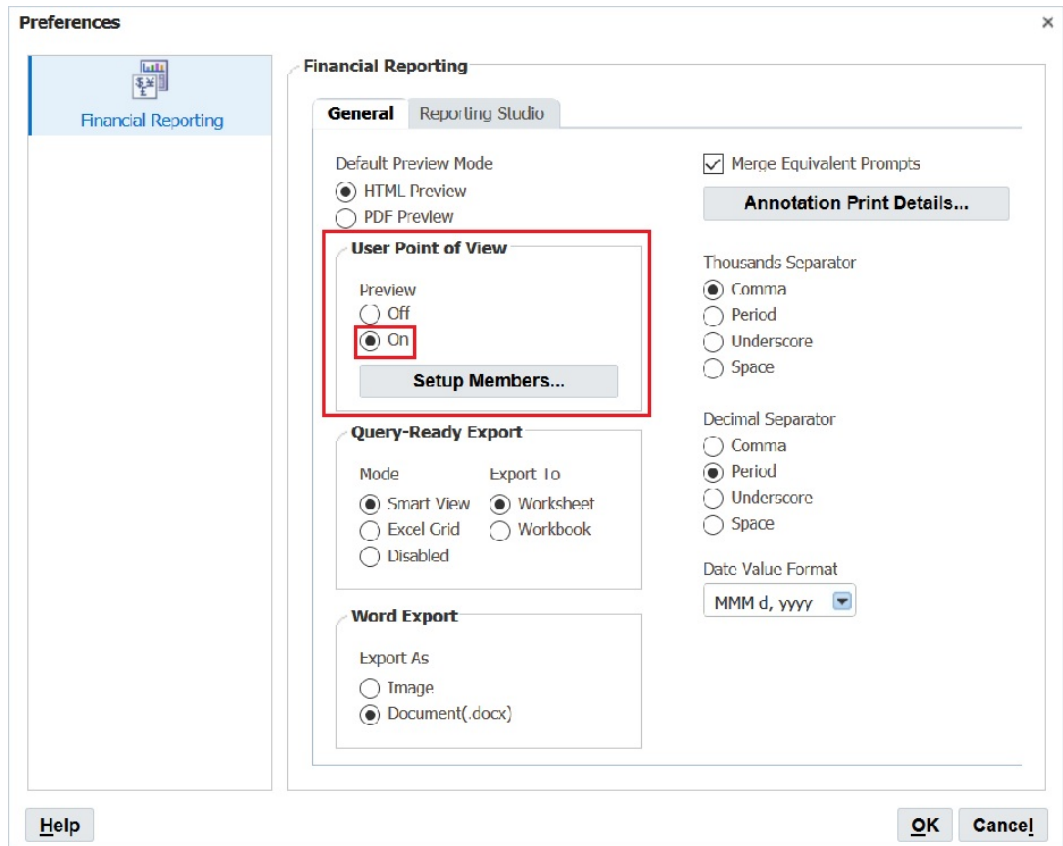 Preferences
Financial Reporting
Financial Reporting
General Reporting Studio
Default Preview Mode
HTML Preview
PDF Preview
User Point of View
Preview
Off
On
Setup Members...
Query-Ready Export
Mode Export To
Smart View Worksheet
Excel Grid Workbook
Disabled
Word Export
Export As
Image
Document(.docx)
Merge Equivalent Prompts
Annotation Print Details...
Thousands Separator
Comma
Period
Underscore
Space
Decimal Separator
Comma
Period
Underscore
Space
Date Value Format
MMM d, yyyy
Help OK Cancel